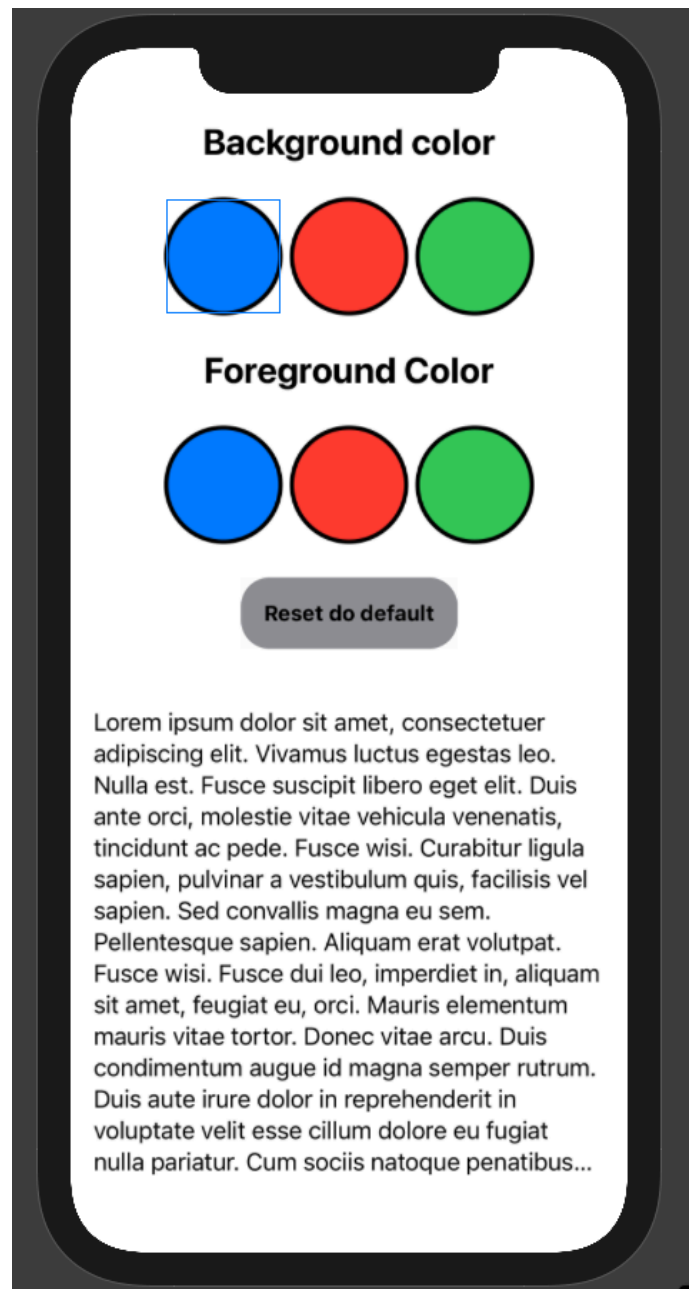 Background color
Foreground Color
Reset do default
Lorem ipsum dolor sit amet, consectetuer
adipiscing elit. Vivamus luctus egestas leo.
Nulla est. Fusce suscipit libero eget elit. Duis
ante orci, molestie vitae vehicula venenatis,
tincidunt ac pede. Fusce wisi. Curabitur ligula
sapien, pulvinar a vestibulum quis, facilisis vel
sapien. Sed convallis magna eu sem.
Pellentesque sapien. Aliquam erat volutpat.
Fusce wisi. Fusce dui leo, imperdiet in, aliquam
sit amet, feugiat eu, orci. Mauris elementum
mauris vitae tortor. Donec vitae arcu. Duis
condimentum augue id magna semper rutrum.
Duis aute irure dolor in reprehenderit in
voluptate velit esse cillum dolore eu fugiat
nulla pariatur. Cum sociis natoque penatibus...